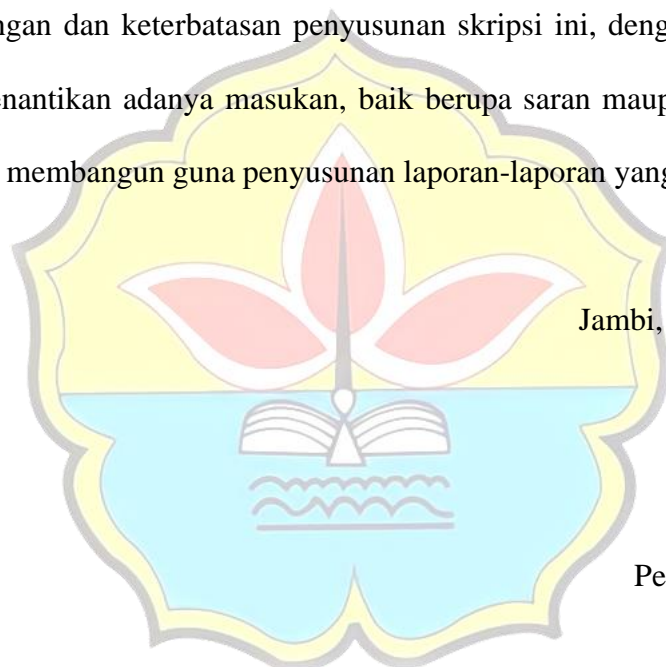 ngan dan keterbatasan penyusunan skripsi ini, deng
enantikan adanya masukan, baik berupa saran maup
membangun guna penyusunan laporan-laporan yang
Jambi,
Pe